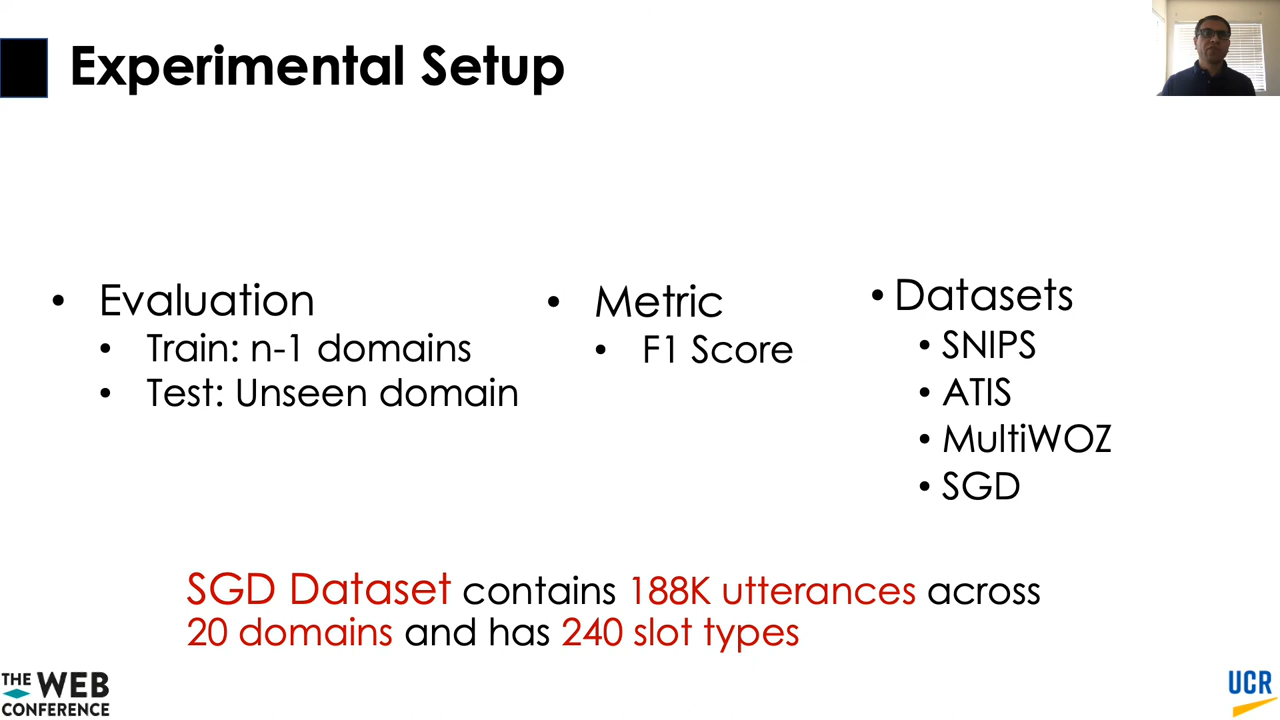 Experimental Setup
• Evaluation
• Train: n-1 domains
• Test: Unseen domain
• Metric
• F1 Score
• Datasets
• SNIPS
• ATIS
• MultiWOZ
• SGD
SGD Dataset contains 188K utterances across
20 domains and has 240 slot types
THE WEB
CONFERENCE
UCR